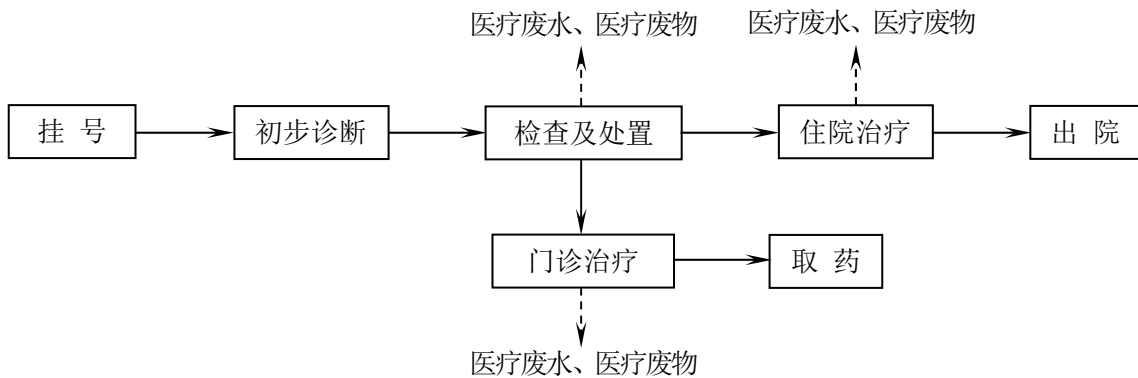 医疗废水、医疗废物
医疗废水、医疗废物
挂 号
初步诊断
检查及处置
住院治疗
出 院
门诊治疗
取 药
医疗废水、医疗废物